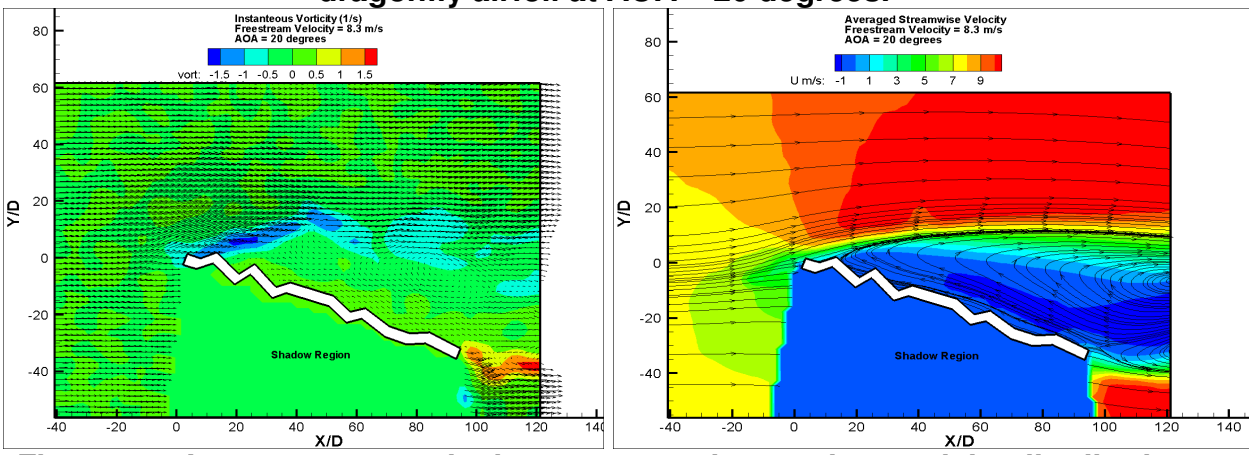 dragonfly airfoil at AOA = 20 degrees.
Instanteous Vorticity (1/s)
Freestream Velocity = 8.3 m/s
AOA = 20 degrees
vort: -1.5 -1 -0.5 0 0.5 1 1.5
Y/D
80
60
40
20
0
-20
-40
Shadow Region
-40 -20 0 20 40 60 80 100 120 140
X/D
Averaged Streamwise Velocity
Freestream Velocity = 8.3 m/s
AOA = 20 degrees
U m/s: -1 1 3 5 7 9
Y/D
80
60
40
20
0
-20
-40
Shadow Region
-40 -20 0 20 40 60 80 100 120 140
X/D